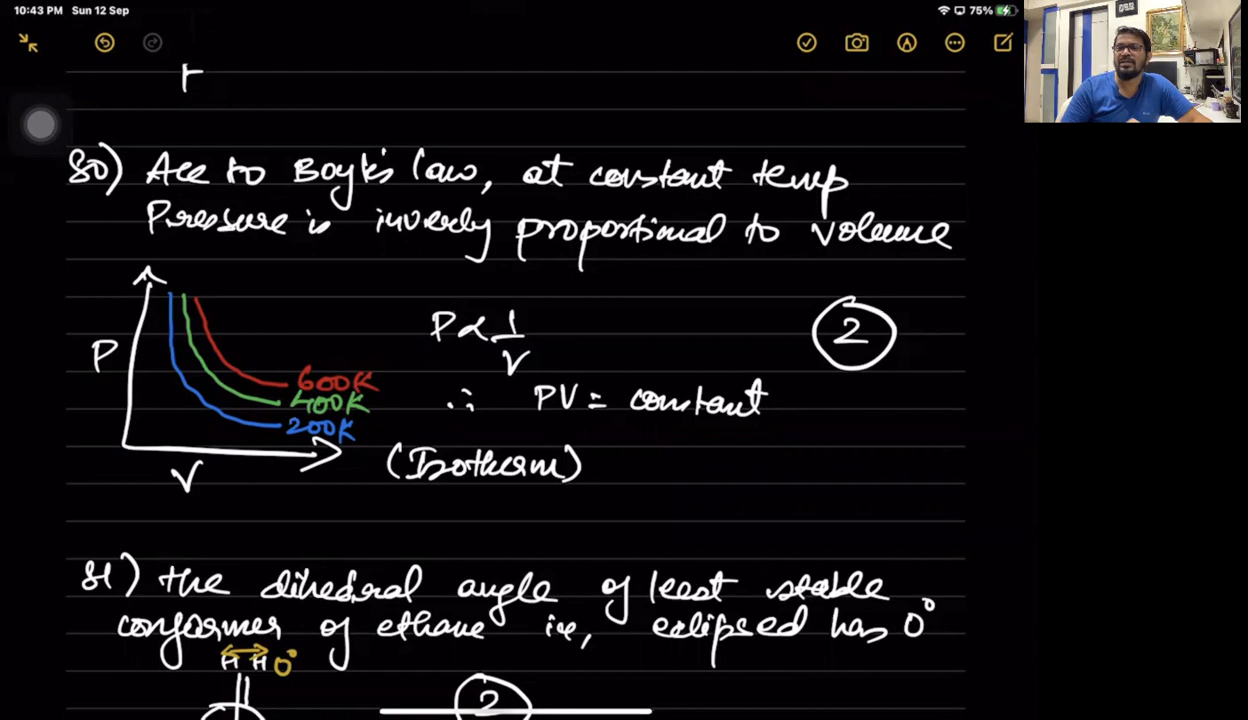 10:43 PM Sun 12 Sep
75%
80) Acc to Boyle's law, at constant temp
Pressure is inversly proportional to volume
P
V
600K
400K
200K
P ∝ 1/V
2
∴ PV = constant
(Isotherm)
81) the dihedral angle of least stable
conformer of ethane ie, eclipsed has 0°
H H 0°
2